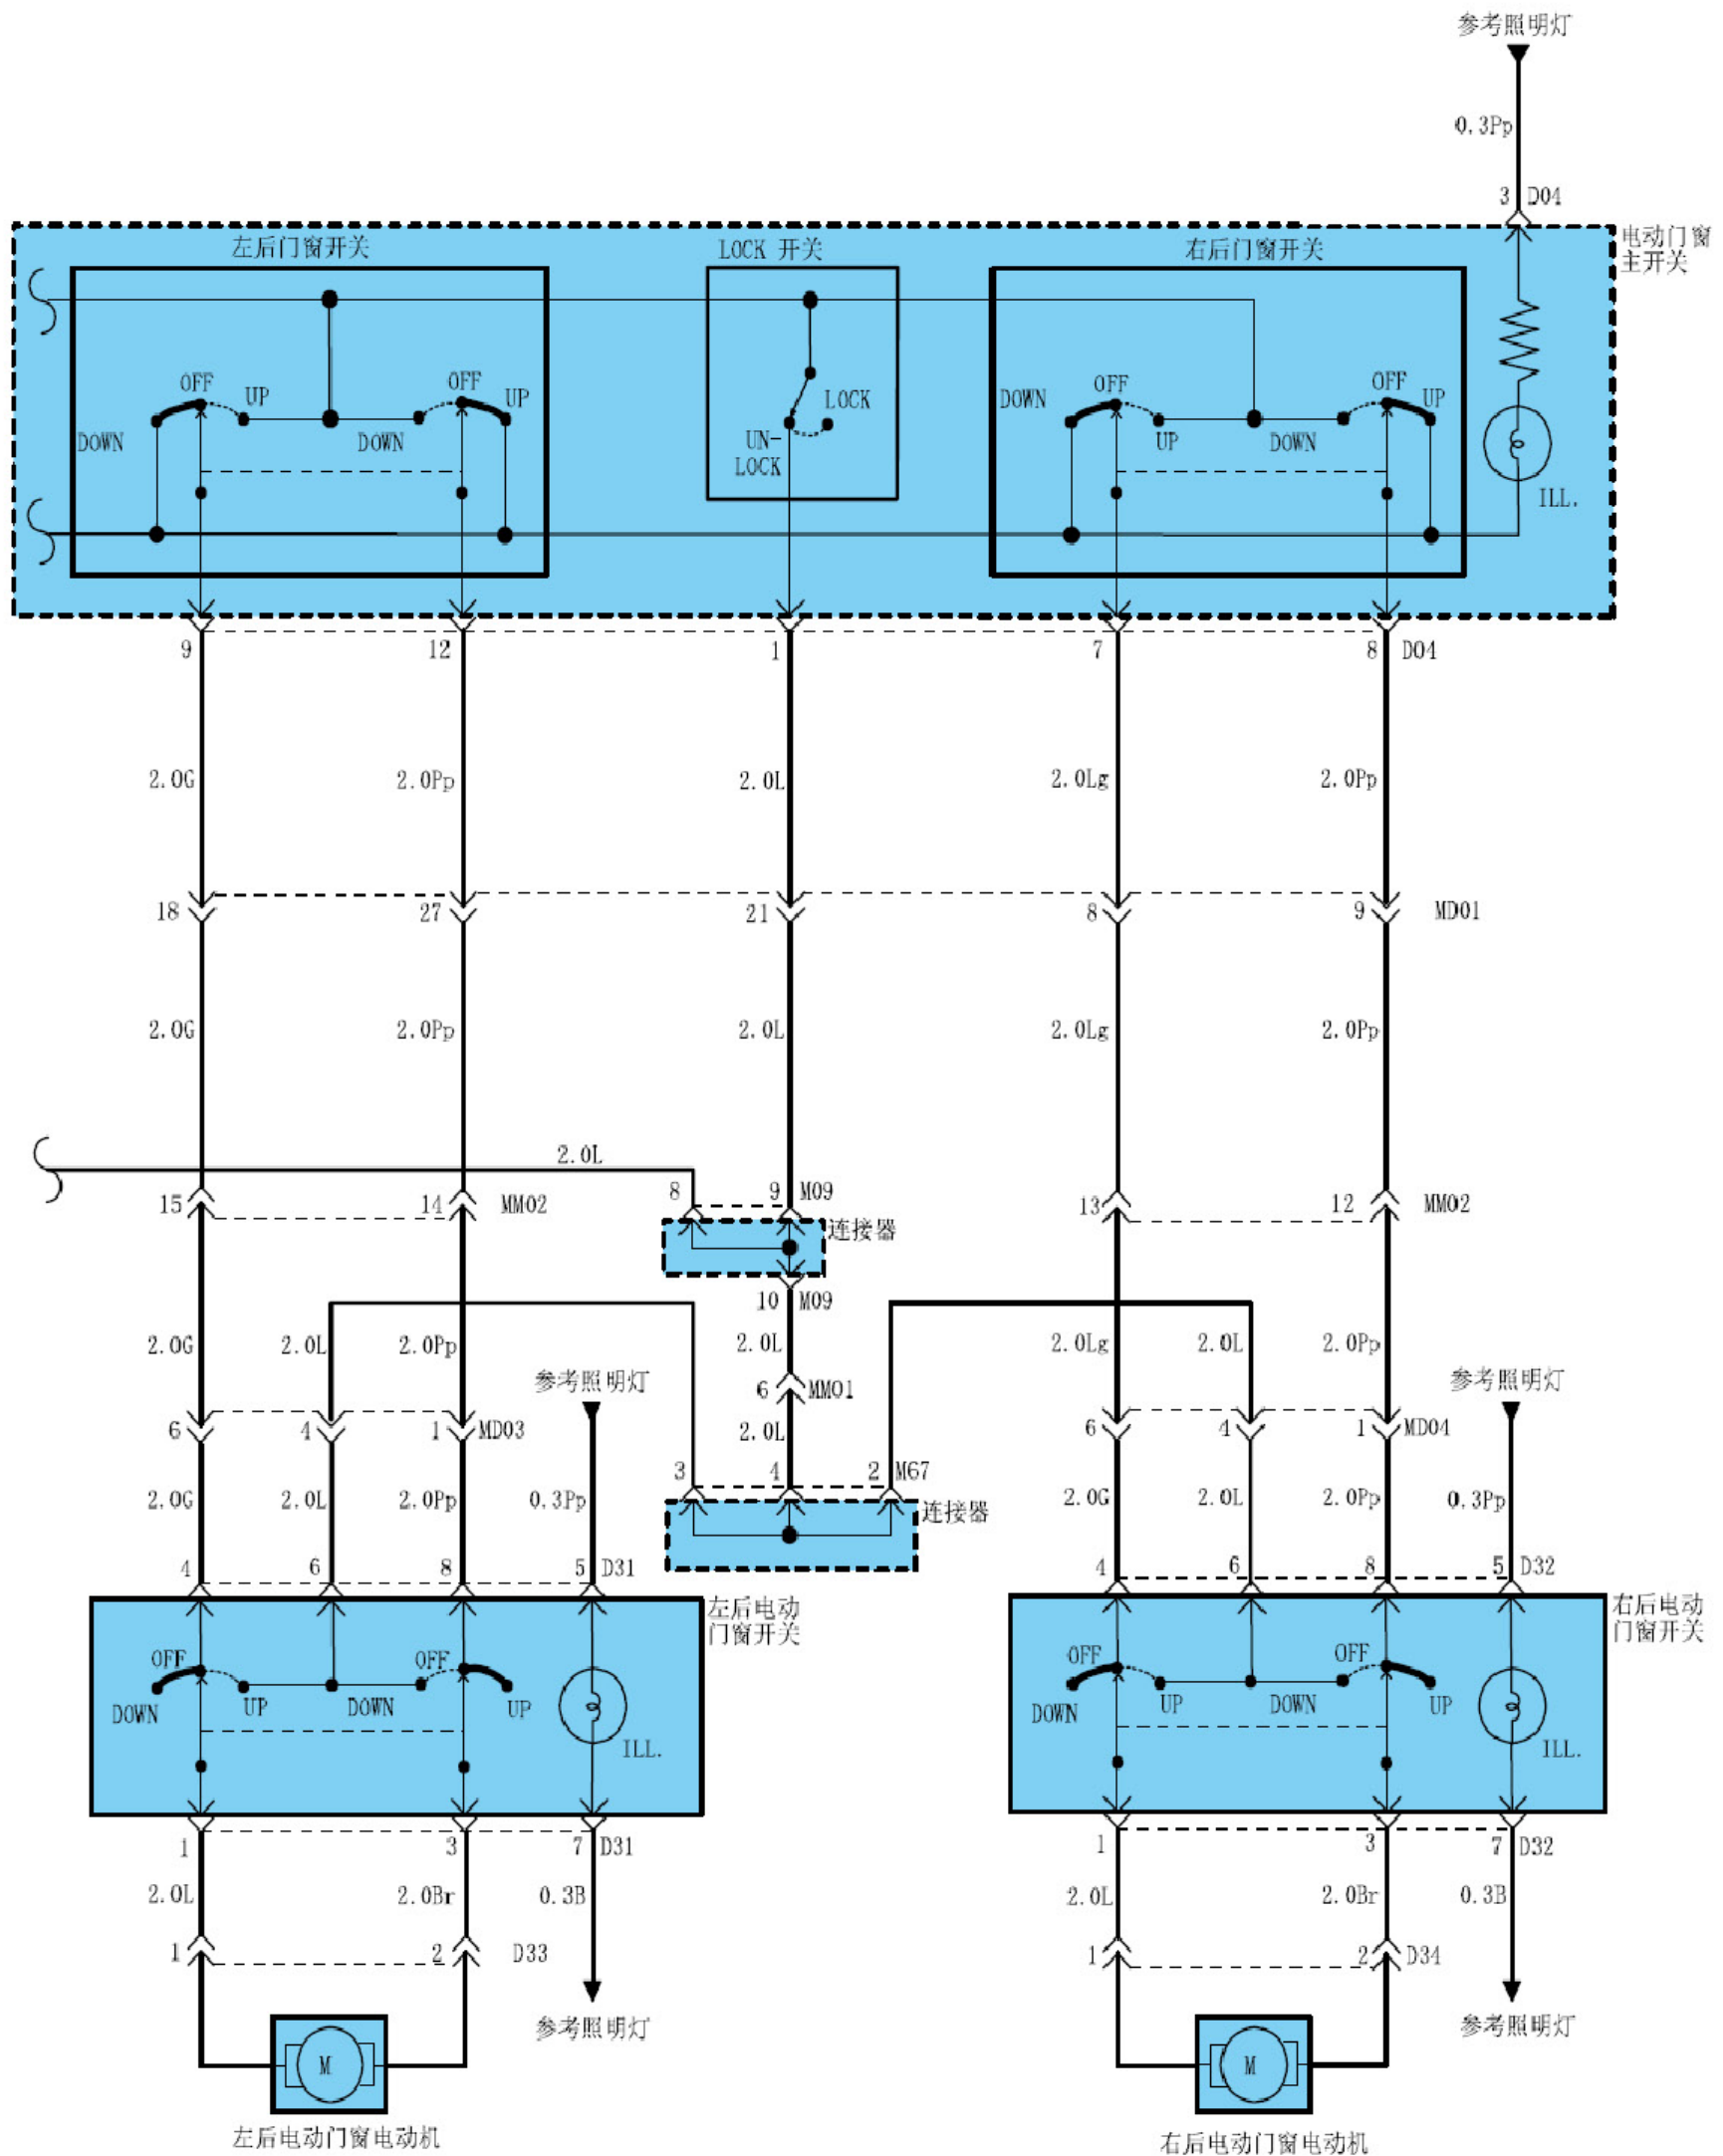 参考照明灯
0.3Pp
3 D04
电动门窗
主开关
左后门窗开关
LOCK 开关
右后门窗开关
OFF
UP
OFF
UP
DOWN
DOWN
LOCK
UN-
LOCK
DOWN
OFF
OFF
UP
UP
DOWN
ILL.
9
12
1
7
8
D04
2.0G
2.0Pp
2.0L
2.0Lg
2.0Pp
18
27
21
8
9
MD01
2.0G
2.0Pp
2.0L
2.0Lg
2.0Pp
2.0L
15
14
MM02
8
9
M09
连接器
13
12
MM02
10
M09
2.0G
2.0L
2.0Pp
2.0L
2.0Lg
2.0L
2.0Pp
参考照明灯
6
MM01
参考照明灯
6
4
1
MD03
2.0L
6
4
1
MD04
3
4
2
M67
连接器
2.0G
2.0L
2.0Pp
0.3Pp
2.0G
2.0L
2.0Pp
0.3Pp
4
6
8
5
D31
4
6
8
5
D32
左后电动
门窗开关
右后电动
门窗开关
OFF
OFF
DOWN
UP
DOWN
UP
ILL.
OFF
OFF
DOWN
UP
DOWN
UP
ILL.
1
3
7
D31
1
3
7
D32
2.0L
2.0Br
0.3B
2.0L
2.0Br
0.3B
1
2
D33
1
2
D34
参考照明灯
参考照明灯
M
M
左后电动门窗电动机
右后电动门窗电动机